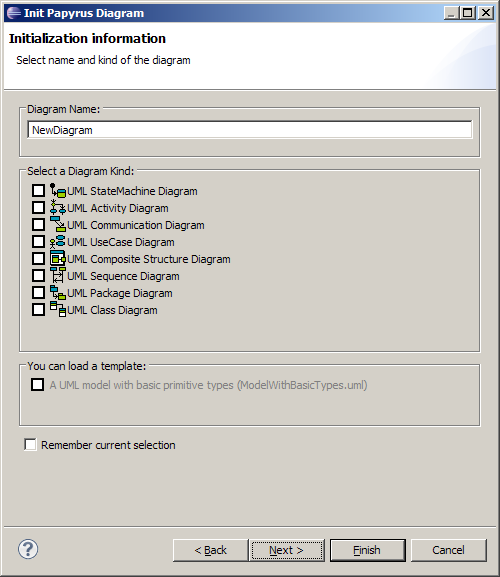 Init Papyrus Diagram
Initialization information
Select name and kind of the diagram
Diagram Name:
NewDiagram
Select a Diagram Kind:
UML StateMachine Diagram
UML Activity Diagram
UML Communication Diagram
UML UseCase Diagram
UML Composite Structure Diagram
UML Sequence Diagram
UML Package Diagram
UML Class Diagram
You can load a template:
A UML model with basic primitive types (ModelWithBasicTypes.uml)
Remember current selection
? < Back Next > Finish Cancel